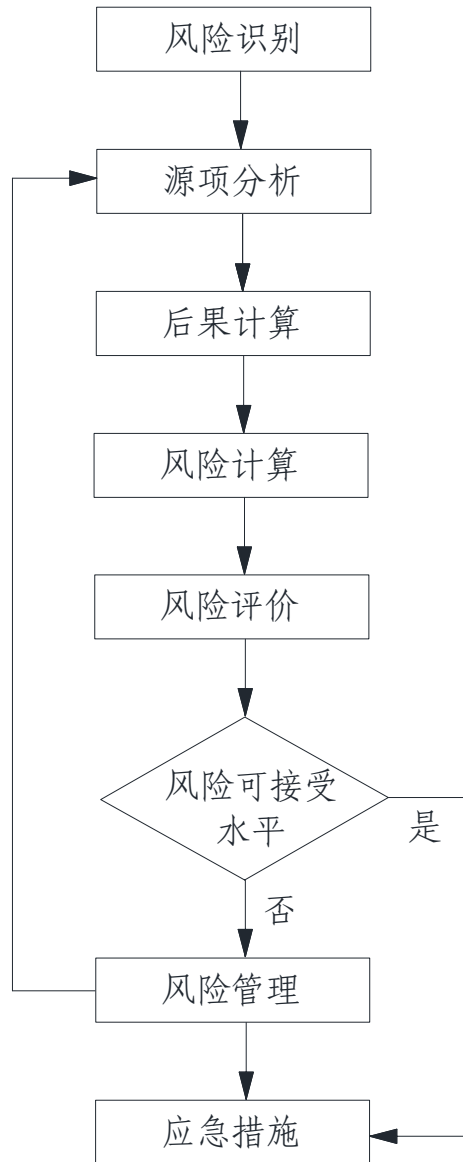 风险识别
源项分析
后果计算
风险计算
风险评价
风险可接受
水平
是
否
风险管理
应急措施